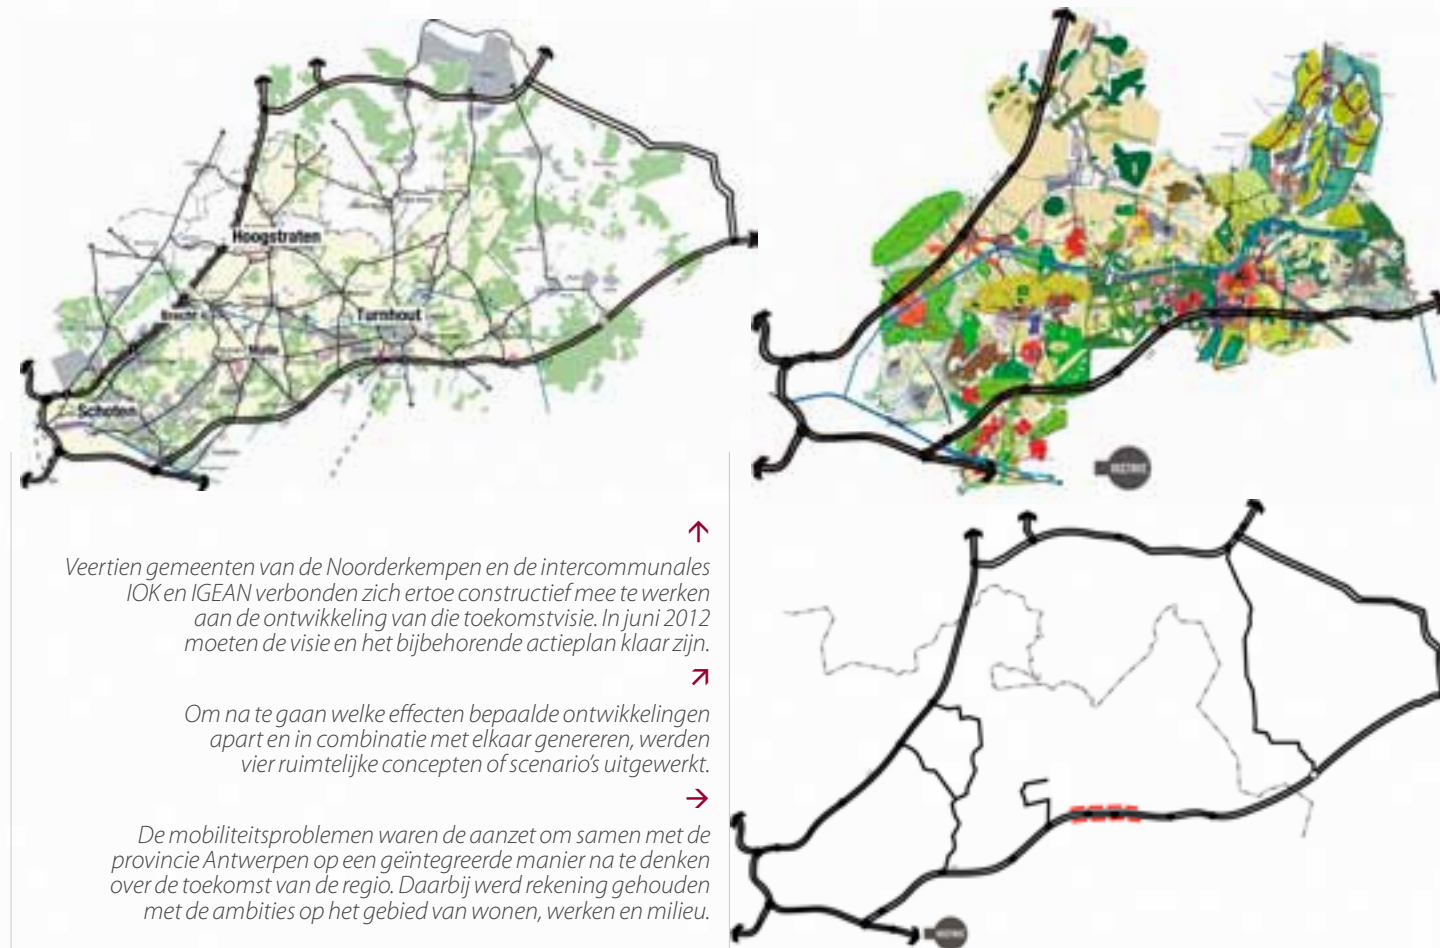 Hoogstraten
Brecht
Turnhout
Malle
Schoten
Veertien gemeenten van de Noorderkempen en de intercommunales
IOK en IGEAN verbonden zich ertoe constructief mee te werken
aan de ontwikkeling van die toekomstvisie. In juni 2012
moeten de visie en het bijbehorende actieplan klaar zijn.
Om na te gaan welke effecten bepaalde ontwikkelingen
apart en in combinatie met elkaar genereren, werden
vier ruimtelijke concepten of scenario's uitgewerkt.
De mobiliteitsproblemen waren de aanzet om samen met de
provincie Antwerpen op een geïntegreerde manier na te denken
over de toekomst van de regio. Daarbij werd rekening gehouden
met de ambities op het gebied van wonen, werken en milieu.